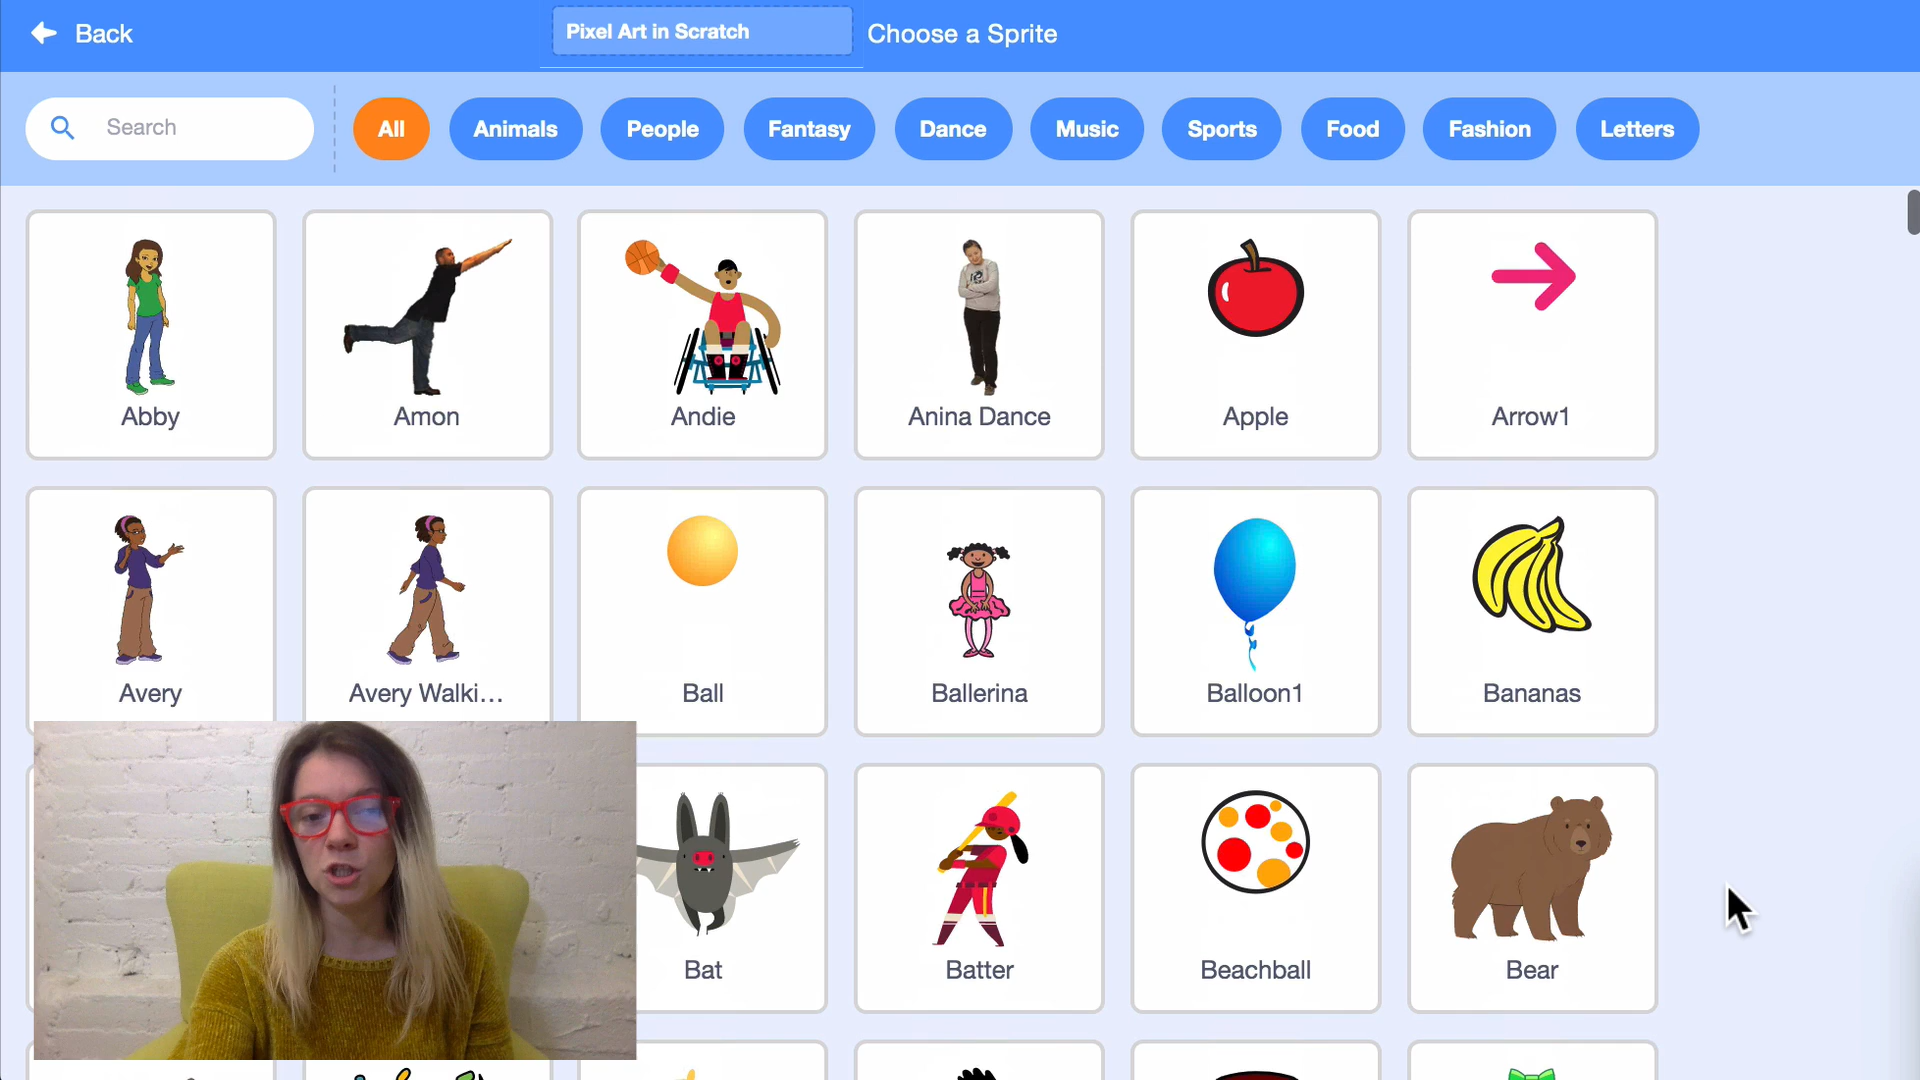 Back
Pixel Art in Scratch
Choose a Sprite
Search
All
Animals
People
Fantasy
Dance
Music
Sports
Food
Fashion
Letters
Abby
Amon
Andie
Anina Dance
Apple
Arrow1
Avery
Avery Walki...
Ball
Ballerina
Balloon1
Bananas
Bat
Batter
Beachball
Bear